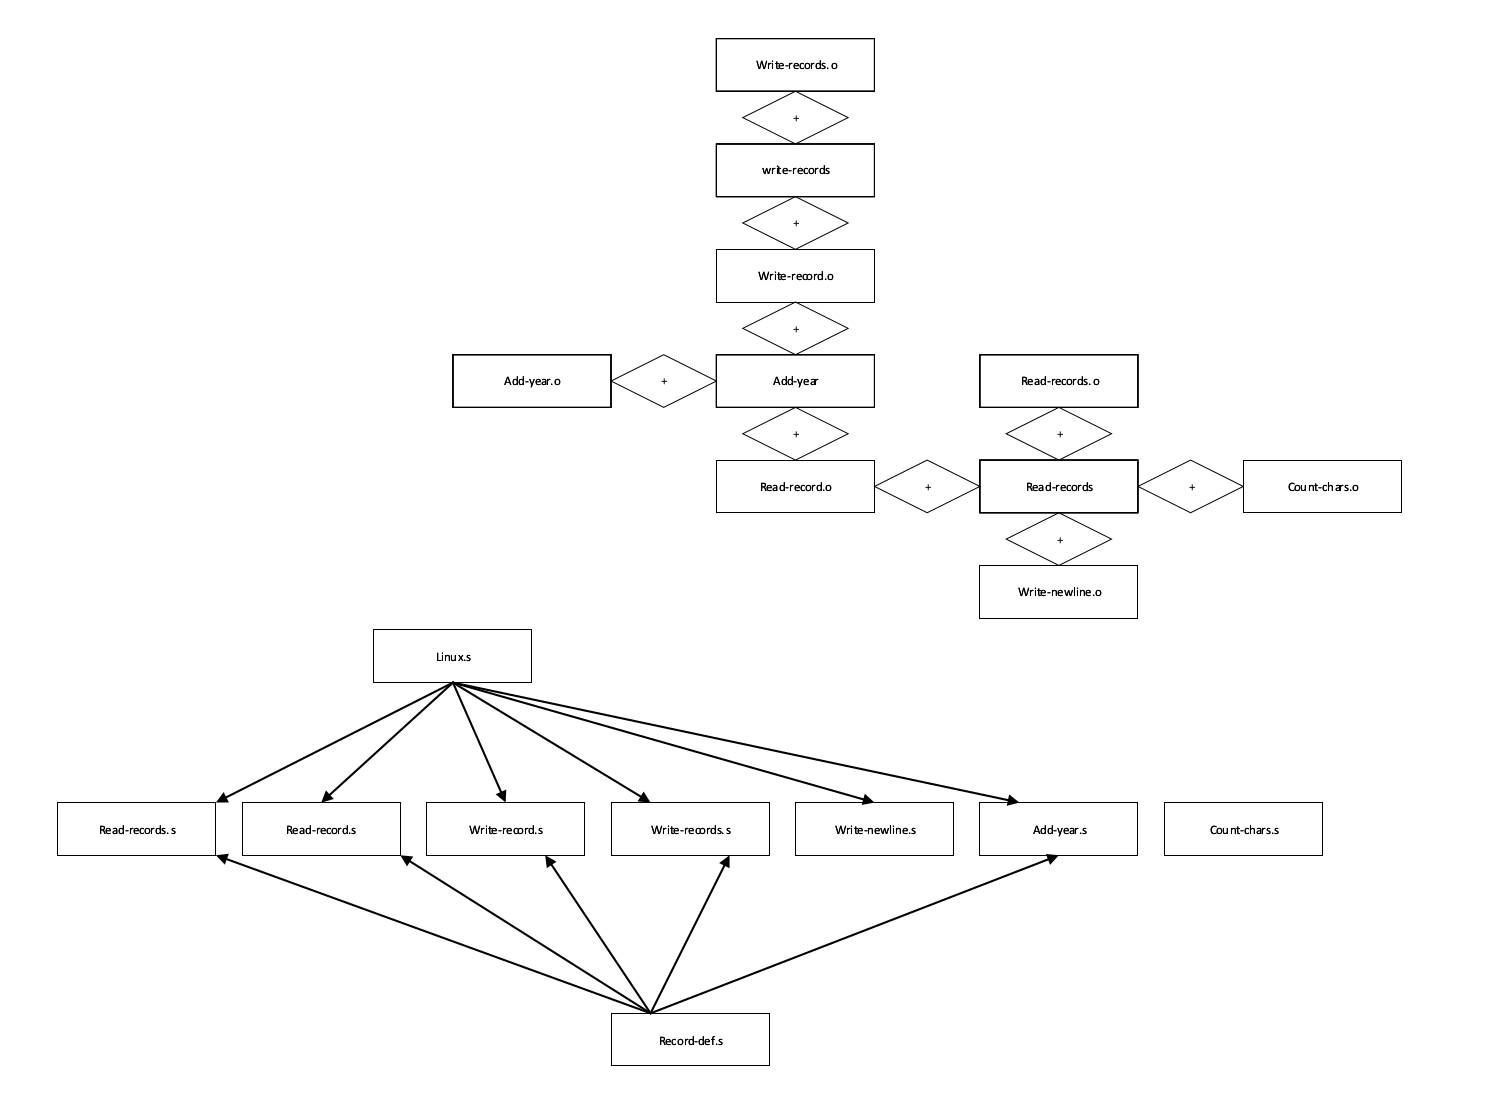 Write-records.o
+
write-records
+
Write-record.o
+
Add-year.o + Add-year Read-records.o
+ +
Read-record.o + Read-records + Count-chars.o
+
Write-newline.o
Linux.s
Read-records.s Read-record.s Write-record.s Write-records.s Write-newline.s Add-year.s Count-chars.s
Record-def.s